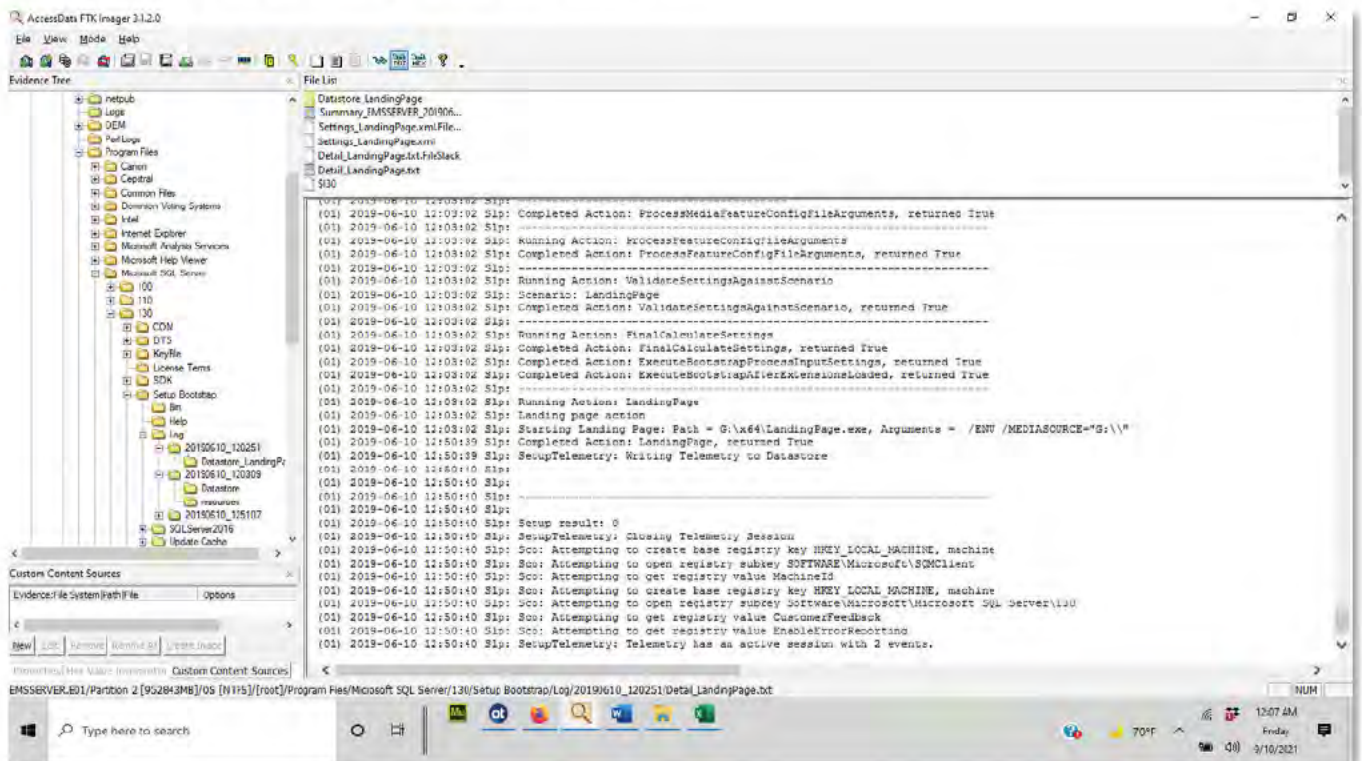 AccessData FTK Imager 3.1.2.0
File View Mode Help
Evidence Tree
File List
netpub
Logs
OEM
PerfLogs
Program Files
Canon
Cepstral
Common Files
Dominion Voting Systems
Intel
Internet Explorer
Microsoft Analysis Services
Microsoft Help Viewer
Microsoft SQL Server
100
110
130
COM
DTS
KeyFile
License Terms
SDK
Setup Bootstrap
Bin
Help
Log
20190610_120251
Datastore_LandingPa
20190610_120309
Datastore
resources
20190610_125107
SQLServer2016
Update Cache
Custom Content Sources
Evidence:File System|Path|File Options
New Edit Remove Remove All Create Image
Custom Content Sources
Datastore_LandingPage
Summary_EMSSERVER_201906...
Settings_LandingPage.xml.File...
Settings_LandingPage.xml
Detail_LandingPage.txt.FileSlack
Detail_LandingPage.txt
$I30
(01) 2019-06-10 12:03:02 Slp: ----------------------------------------
(01) 2019-06-10 12:03:02 Slp: Completed Action: ProcessMediaFeatureConfigFileArguments, returned True
(01) 2019-06-10 12:03:02 Slp: ----------------------------------------------------------------------
(01) 2019-06-10 12:03:02 Slp: Running Action: ProcessFeatureConfigFileArguments
(01) 2019-06-10 12:03:02 Slp: Completed Action: ProcessFeatureConfigFileArguments, returned True
(01) 2019-06-10 12:03:02 Slp: ----------------------------------------------------------------------
(01) 2019-06-10 12:03:02 Slp: Running Action: ValidateSettingsAgainstScenario
(01) 2019-06-10 12:03:02 Slp: Scenario: LandingPage
(01) 2019-06-10 12:03:02 Slp: Completed Action: ValidateSettingsAgainstScenario, returned True
(01) 2019-06-10 12:03:02 Slp: ----------------------------------------------------------------------
(01) 2019-06-10 12:03:02 Slp: Running Action: FinalCalculateSettings
(01) 2019-06-10 12:03:02 Slp: Completed Action: FinalCalculateSettings, returned True
(01) 2019-06-10 12:03:02 Slp: Completed Action: ExecuteBootstrapProcessInputSettings, returned True
(01) 2019-06-10 12:03:02 Slp: Completed Action: ExecuteBootstrapAfterExtensionsLoaded, returned True
(01) 2019-06-10 12:03:02 Slp: ----------------------------------------------------------------------
(01) 2019-06-10 12:03:02 Slp: Running Action: LandingPage
(01) 2019-06-10 12:03:02 Slp: Landing page action
(01) 2019-06-10 12:03:02 Slp: Starting Landing Page: Path = G:\x64\LandingPage.exe, Arguments = /ENU /MEDIASOURCE="G:\\"
(01) 2019-06-10 12:50:39 Slp: Completed Action: LandingPage, returned True
(01) 2019-06-10 12:50:39 Slp: SetupTelemetry: Writing Telemetry to Datastore
(01) 2019-06-10 12:50:40 Slp:
(01) 2019-06-10 12:50:40 Slp: ----------------------------------------------------------------------
(01) 2019-06-10 12:50:40 Slp:
(01) 2019-06-10 12:50:40 Slp: Setup result: 0
(01) 2019-06-10 12:50:40 Slp: SetupTelemetry: Closing Telemetry Session
(01) 2019-06-10 12:50:40 Slp: Sco: Attempting to create base registry key HKEY_LOCAL_MACHINE, machine
(01) 2019-06-10 12:50:40 Slp: Sco: Attempting to open registry subkey SOFTWARE\Microsoft\SQMClient
(01) 2019-06-10 12:50:40 Slp: Sco: Attempting to get registry value MachineId
(01) 2019-06-10 12:50:40 Slp: Sco: Attempting to create base registry key HKEY_LOCAL_MACHINE, machine
(01) 2019-06-10 12:50:40 Slp: Sco: Attempting to open registry subkey Software\Microsoft\Microsoft SQL Server\130
(01) 2019-06-10 12:50:40 Slp: Sco: Attempting to get registry value CustomerFeedback
(01) 2019-06-10 12:50:40 Slp: Sco: Attempting to get registry value EnableErrorReporting
(01) 2019-06-10 12:50:40 Slp: SetupTelemetry: Telemetry has an active session with 2 events.
EMSSERVER.E01/Partition 2 [952843MB]/OS [NTFS]/[root]/Program Files/Microsoft SQL Server/130/Setup Bootstrap/Log/20190610_120251/Detail_LandingPage.txt
NUM
Type here to search
70°F
12:07 AM
Friday
9/10/2021